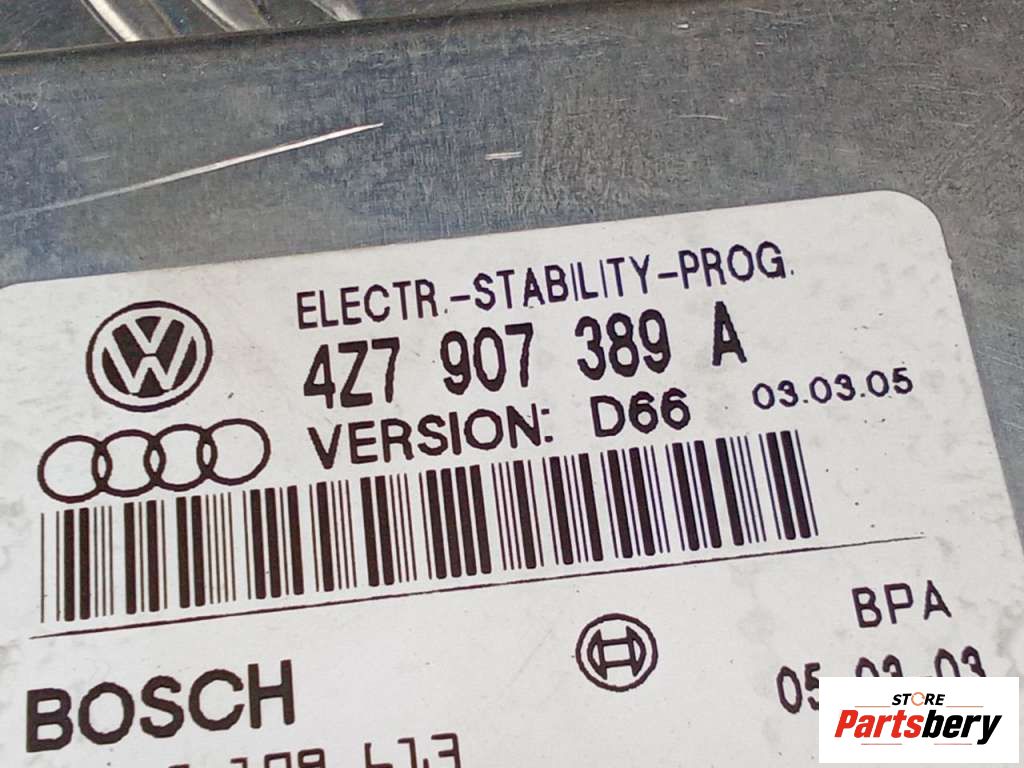 ELECTR.-STABILITY-PROG.
4Z7 907 389 A
VERSION: D66 03.03.05
BPA
BOSCH
STORE
Partsbery